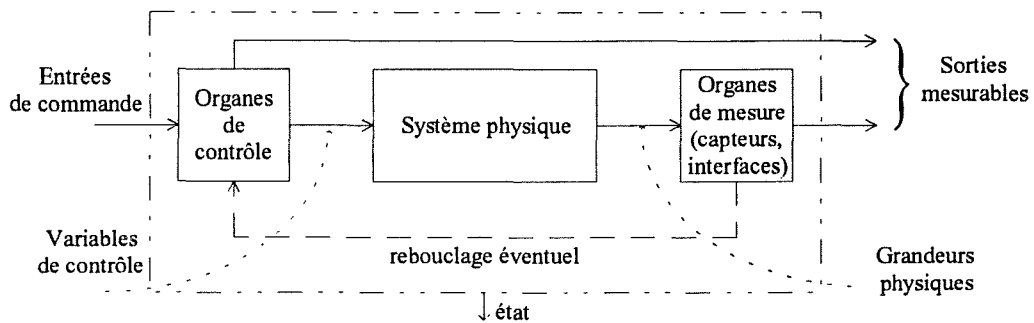 Entrées
de commande
Organes
de
contrôle
Système physique
Organes
de mesure
(capteurs,
interfaces)
Sorties
mesurables
Variables
de contrôle
rebouclage éventuel
Grandeurs
physiques
état